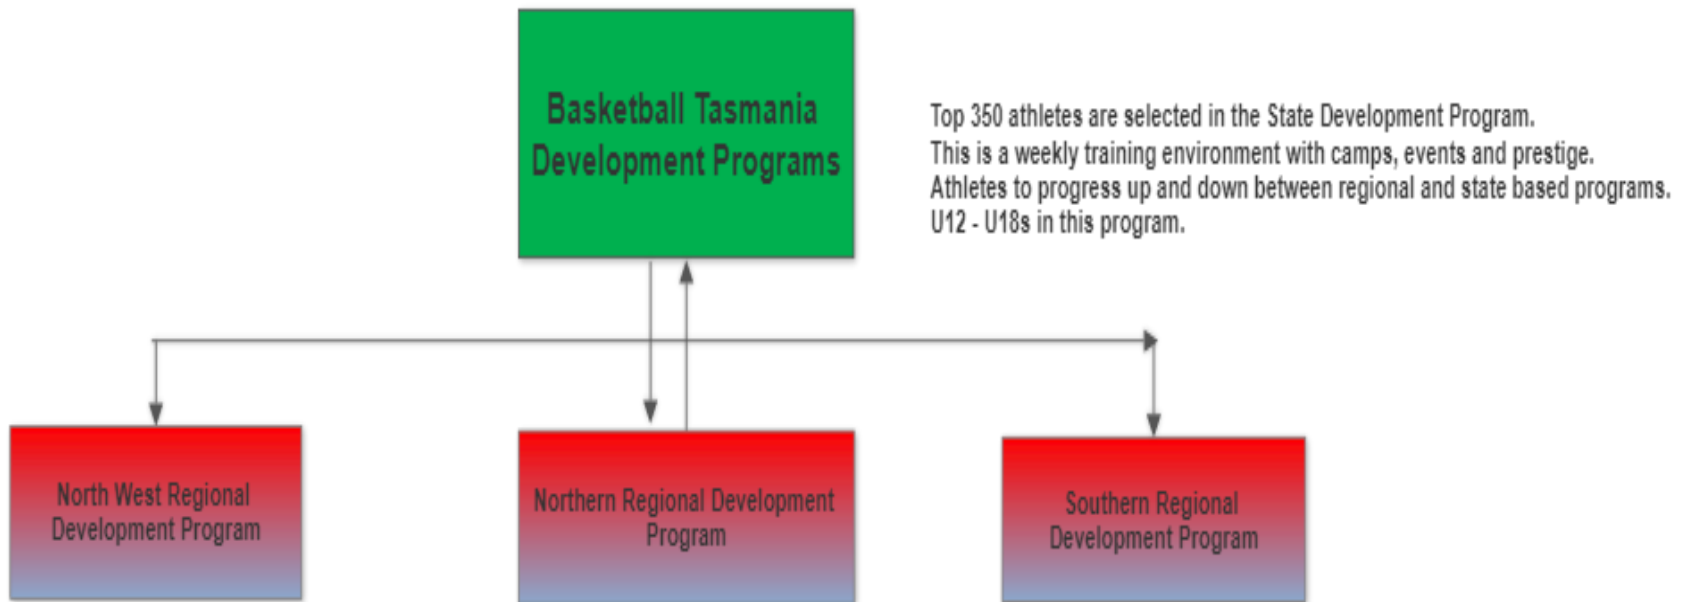 Basketball Tasmania
Development Programs
Top 350 athletes are selected in the State Development Program.
This is a weekly training environment with camps, events and prestige.
Athletes to progress up and down between regional and state based programs.
U12 - U18s in this program.
North West Regional
Development Program
Northern Regional Development
Program
Southern Regional
Development Program